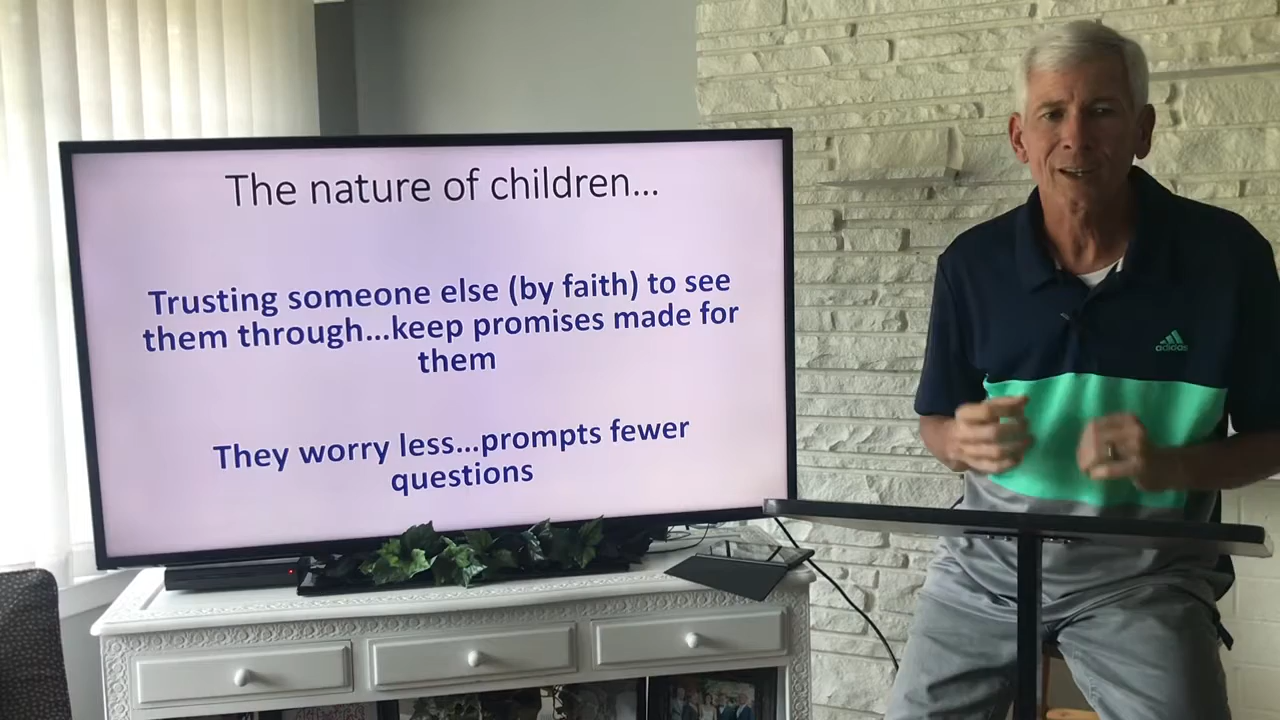 The nature of children...
Trusting someone else (by faith) to see
them through...keep promises made for
them
They worry less...prompts fewer
questions
adidas